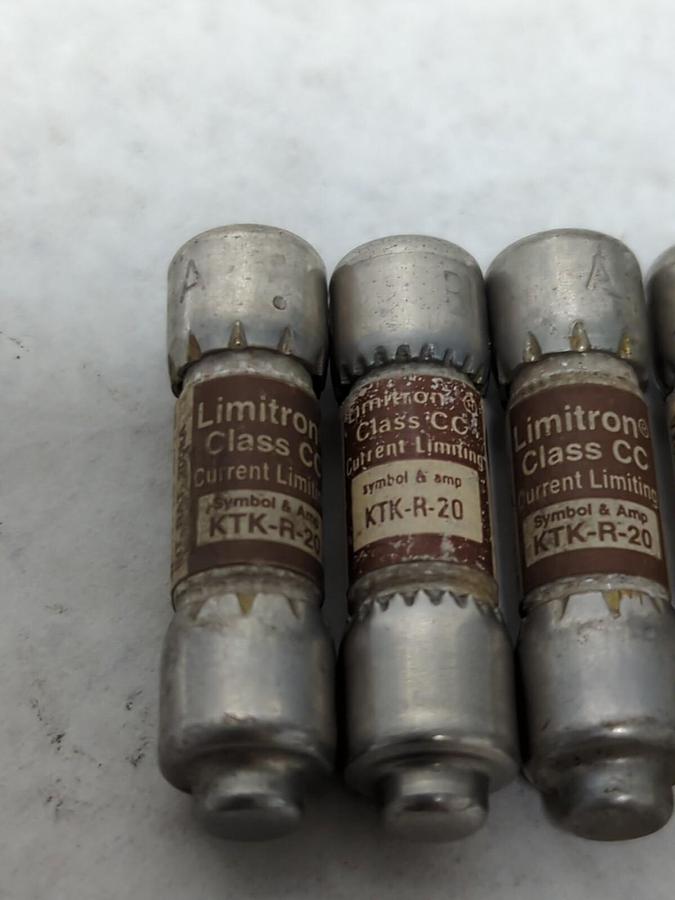 A
Limitron
Class CC
Current Limiting
Symbol & Amp
KTK-R-20
B
Limitron®
Class CC
Current Limiting
symbol & amp
KTK-R-20
A
Limitron®
Class CC
Current Limiting
Symbol & Amp
KTK-R-20